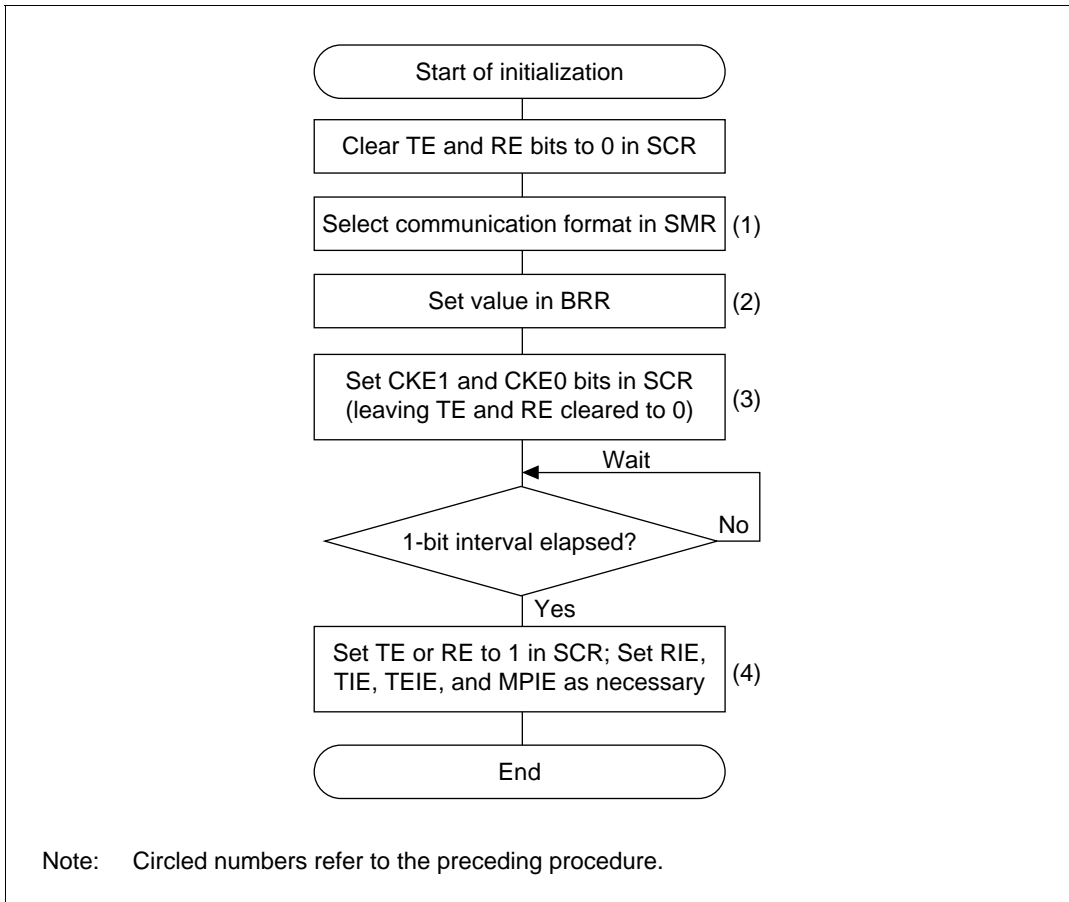 Start of initialization
Clear TE and RE bits to 0 in SCR
Select communication format in SMR (1)
Set value in BRR (2)
Set CKE1 and CKE0 bits in SCR
(leaving TE and RE cleared to 0) (3)
Wait
No
1-bit interval elapsed?
Yes
Set TE or RE to 1 in SCR; Set RIE,
TIE, TEIE, and MPIE as necessary (4)
End
Note: Circled numbers refer to the preceding procedure.